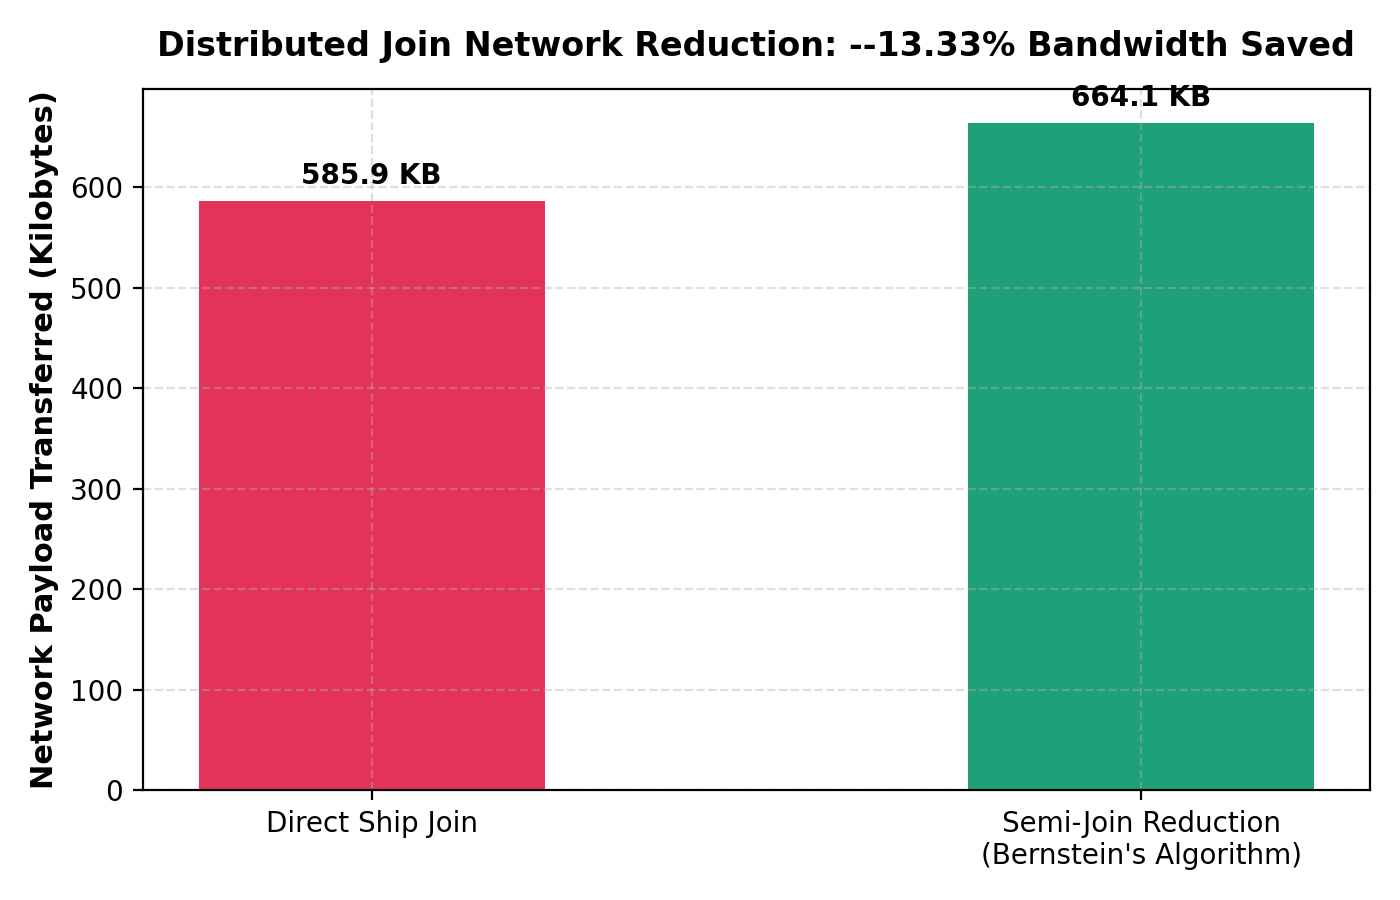 Distributed Join Network Reduction: --13.33% Bandwidth Saved
Network Payload Transferred (Kilobytes)
600
500
400
300
200
100
0
585.9 KB
664.1 KB
Direct Ship Join
Semi-Join Reduction
(Bernstein's Algorithm)